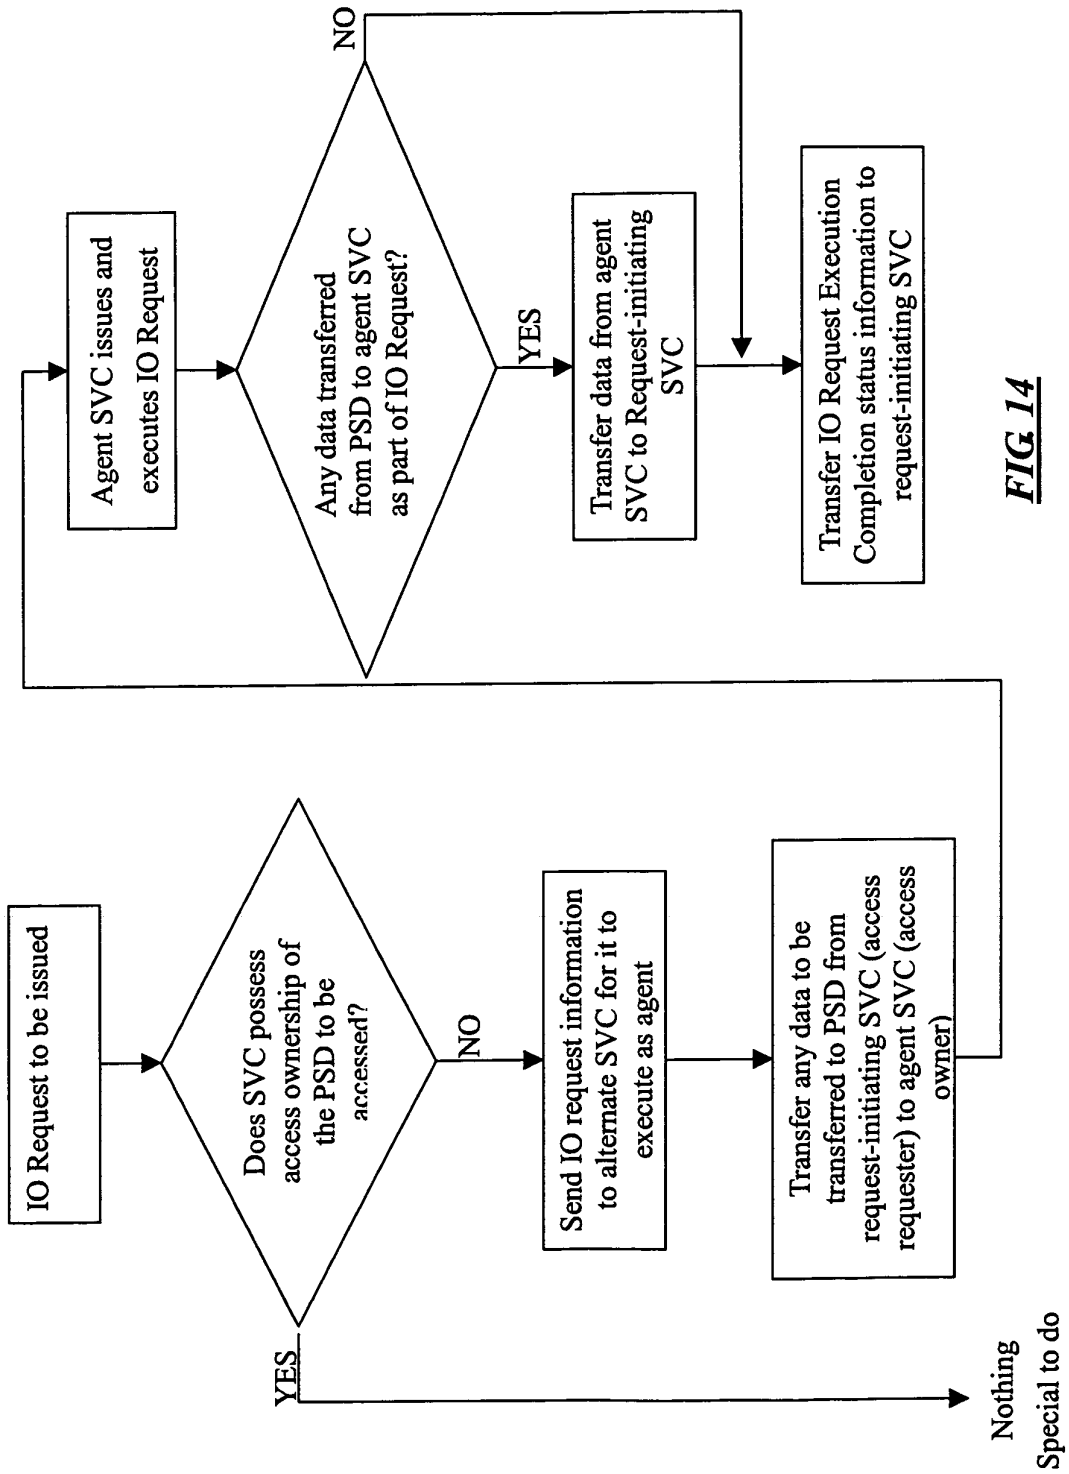 IO Request to be issued
Does SVC possess
access ownership of
the PSD to be
accessed?
YES
NO
Nothing
Special to do
Send IO request information
to alternate SVC for it to
execute as agent
Transfer any data to be
transferred to PSD from
request-initiating SVC (access
requester) to agent SVC (access
owner)
Agent SVC issues and
executes IO Request
Any data transferred
from PSD to agent SVC
as part of IO Request?
NO
YES
Transfer data from agent
SVC to Request-initiating
SVC
Transfer IO Request Execution
Completion status information to
request-initiating SVC
FIG. 14